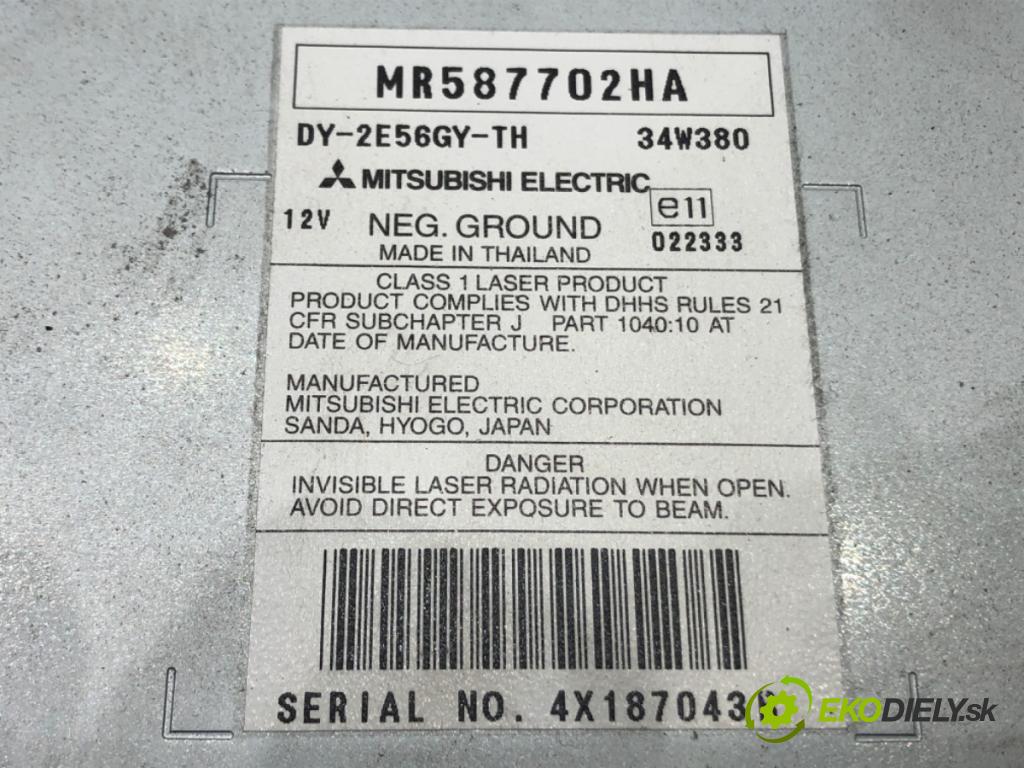 MR587702HA
DY-2E56GY-TH 34W380
MITSUBISHI ELECTRIC
e11
12V NEG. GROUND 022333
MADE IN THAILAND
CLASS 1 LASER PRODUCT
PRODUCT COMPLIES WITH DHHS RULES 21
CFR SUBCHAPTER J PART 1040:10 AT
DATE OF MANUFACTURE.
MANUFACTURED
MITSUBISHI ELECTRIC CORPORATION
SANDA, HYOGO, JAPAN
DANGER
INVISIBLE LASER RADIATION WHEN OPEN.
AVOID DIRECT EXPOSURE TO BEAM.
SERIAL NO.
EKODIELY.sk